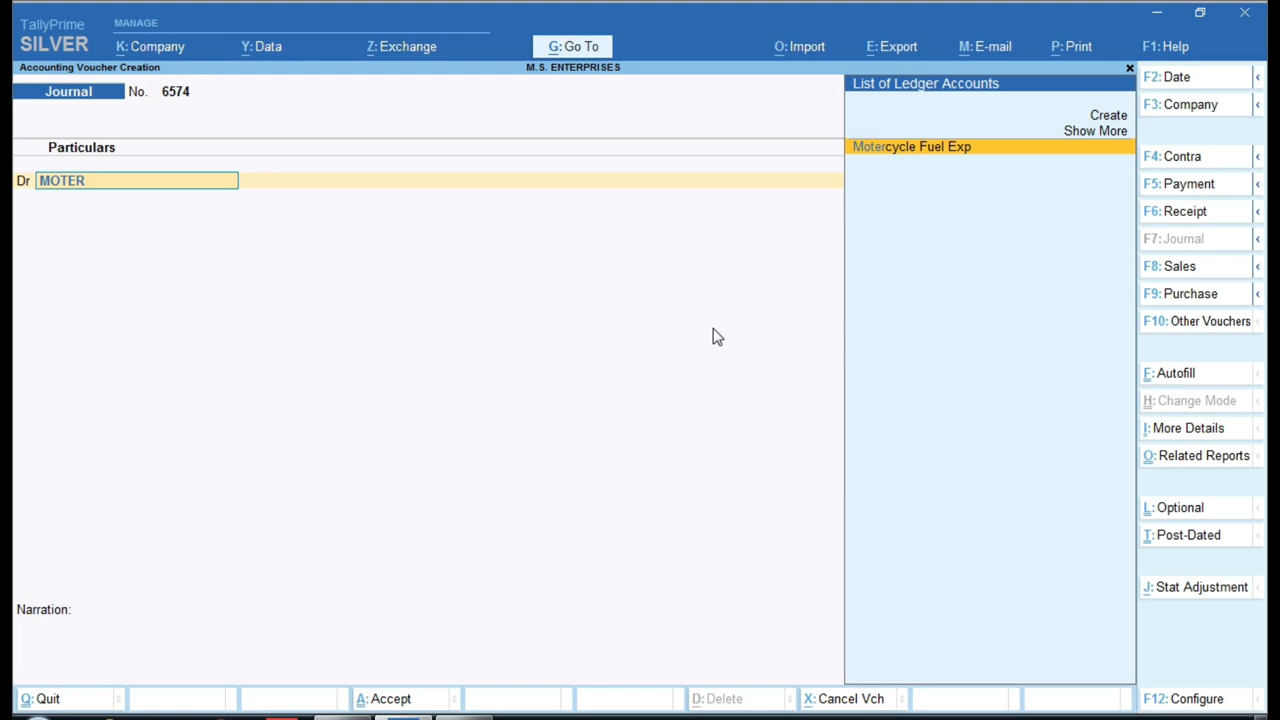 TallyPrime
SILVER
MANAGE
K: Company
Y: Data
Z: Exchange
G: Go To
O: Import
E: Export
M: E-mail
P: Print
F1: Help
Accounting Voucher Creation
M.S. ENTERPRISES
Journal No. 6574
Particulars
Dr MOTER
Narration:
List of Ledger Accounts
Create
Show More
Motercycle Fuel Exp
F2: Date
F3: Company
F4: Contra
F5: Payment
F6: Receipt
F7: Journal
F8: Sales
F9: Purchase
F10: Other Vouchers
F: Autofill
H: Change Mode
I: More Details
O: Related Reports
L: Optional
T: Post-Dated
J: Stat Adjustment
Q: Quit
A: Accept
D: Delete
X: Cancel Vch
F12: Configure